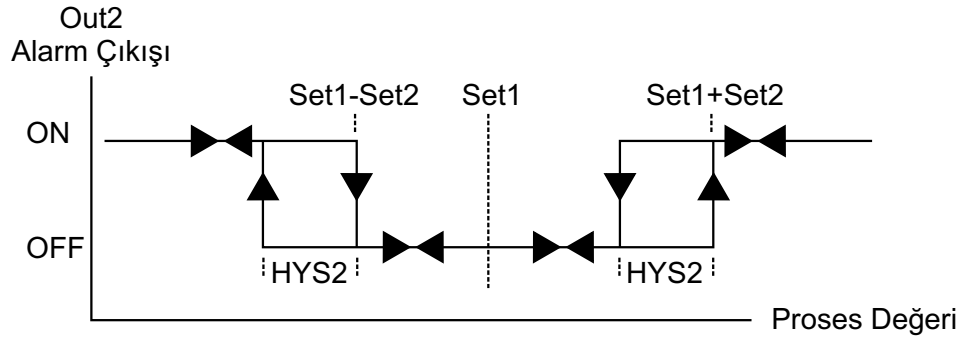 Out2
Alarm Çıkışı
Set1-Set2
Set1
Set1+Set2
ON
OFF
HYS2
HYS2
Proses Değeri